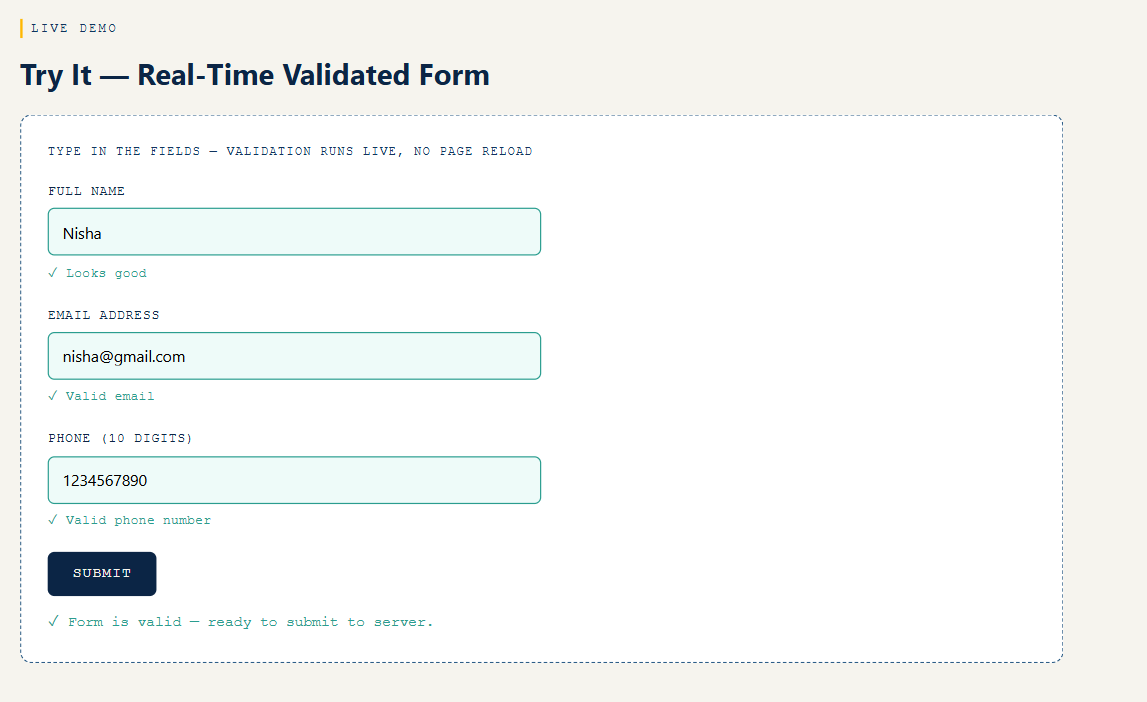 LIVE DEMO
Try It — Real-Time Validated Form
TYPE IN THE FIELDS — VALIDATION RUNS LIVE, NO PAGE RELOAD
FULL NAME
Nisha
✓ Looks good
EMAIL ADDRESS
nisha@gmail.com
✓ Valid email
PHONE (10 DIGITS)
1234567890
✓ Valid phone number
SUBMIT
✓ Form is valid — ready to submit to server.